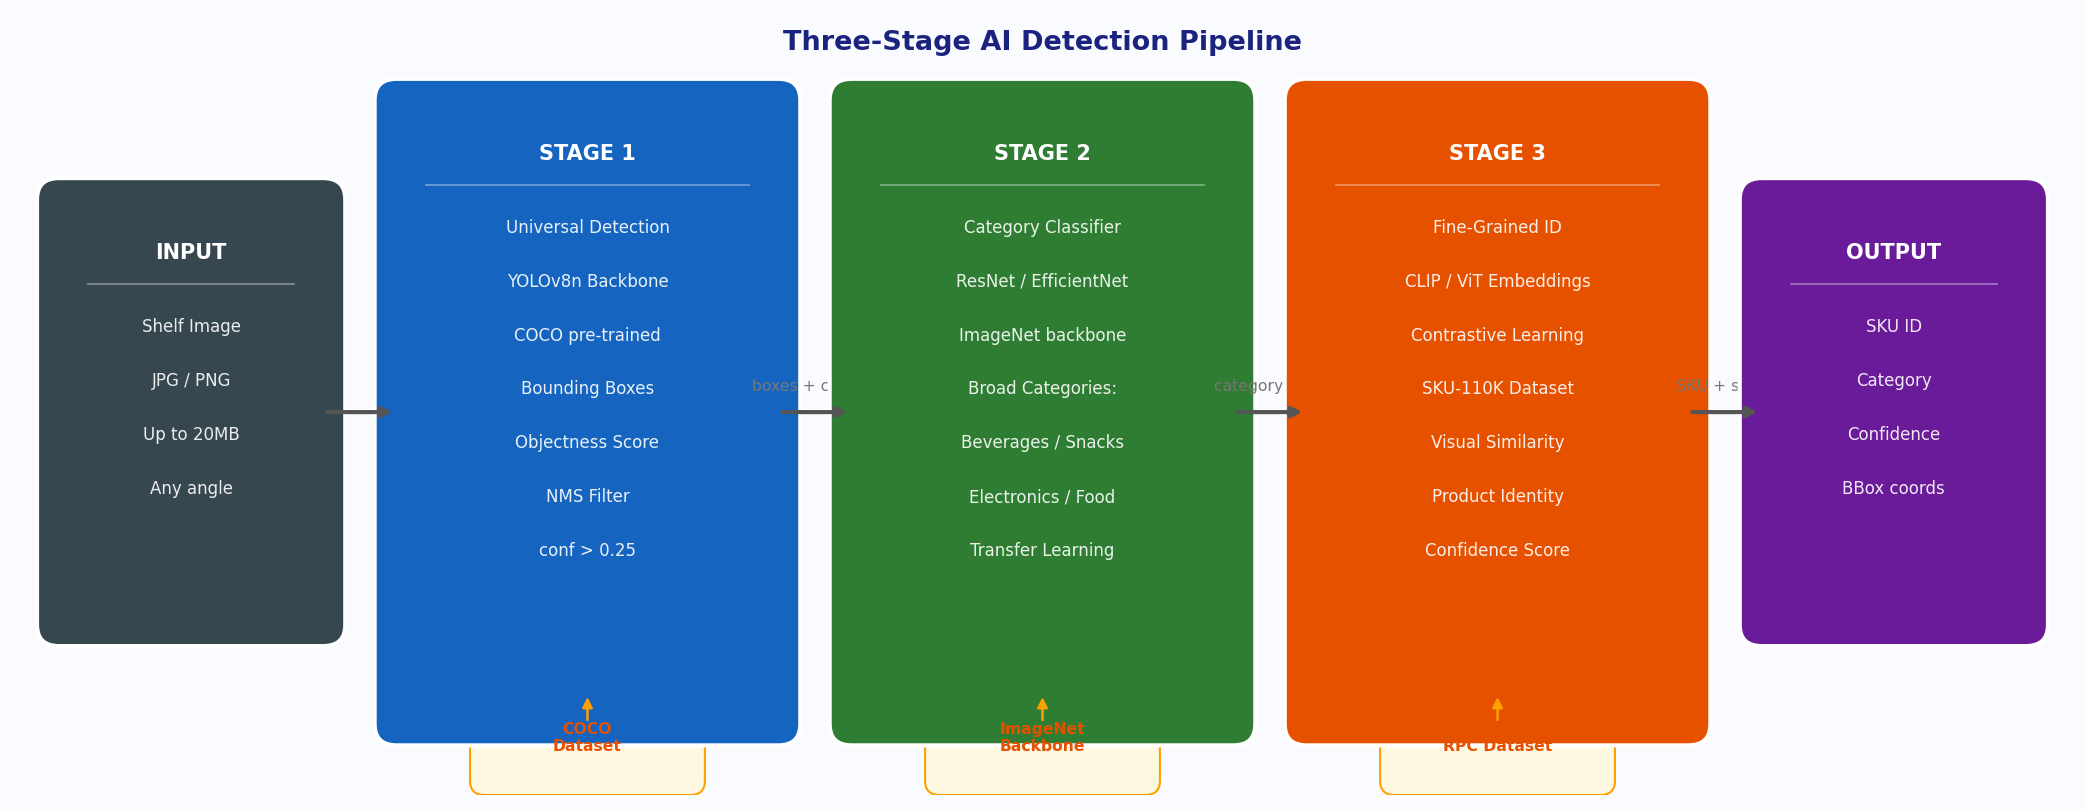 Three-Stage AI Detection Pipeline
INPUT
Shelf Image
JPG / PNG
Up to 20MB
Any angle
STAGE 1
Universal Detection
YOLOv8n Backbone
COCO pre-trained
Bounding Boxes
Objectness Score
NMS Filter
conf > 0.25
COCO
Dataset
boxes + c
STAGE 2
Category Classifier
ResNet / EfficientNet
ImageNet backbone
Broad Categories:
Beverages / Snacks
Electronics / Food
Transfer Learning
ImageNet
Backbone
category
STAGE 3
Fine-Grained ID
CLIP / ViT Embeddings
Contrastive Learning
SKU-110K Dataset
Visual Similarity
Product Identity
Confidence Score
RPC Dataset
SKU + s
OUTPUT
SKU ID
Category
Confidence
BBox coords